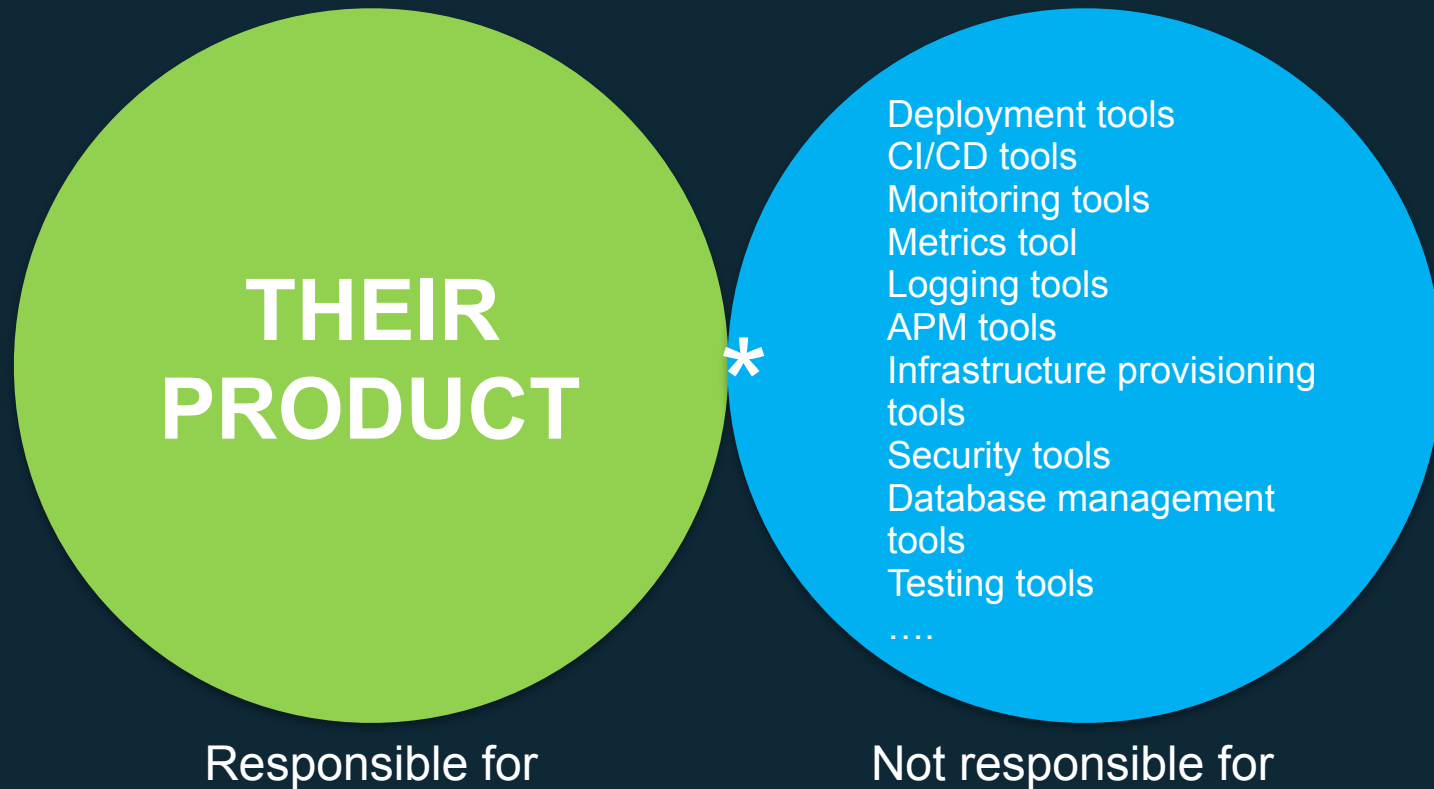 THEIR
PRODUCT
*
Deployment tools
CI/CD tools
Monitoring tools
Metrics tool
Logging tools
APM tools
Infrastructure provisioning
tools
Security tools
Database management
tools
Testing tools
….
Responsible for
Not responsible for